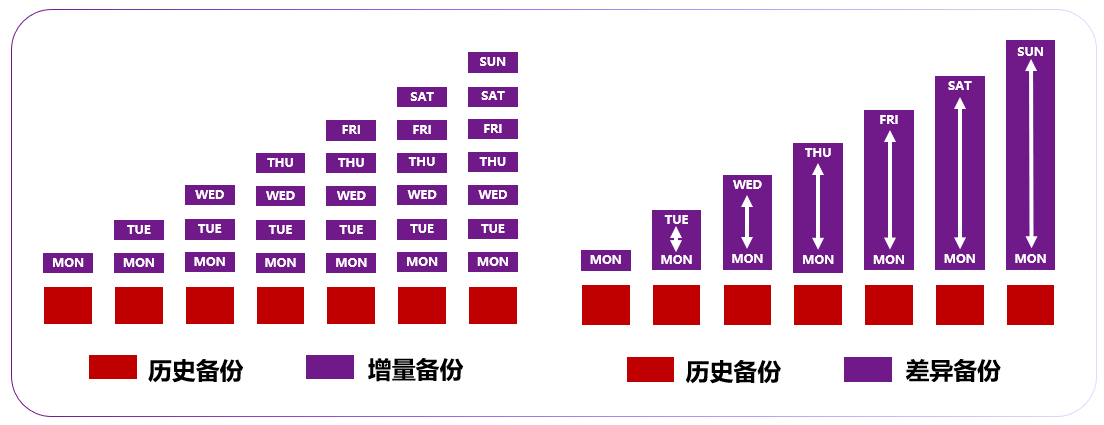 SUN
SAT SAT
FRI FRI FRI
THU THU THU THU
WED WED WED WED WED
TUE TUE TUE TUE TUE TUE
MON MON MON MON MON MON MON
历史备份 增量备份
SUN
SAT
FRI
THU
WED
TUE
MON MON MON MON MON MON MON
历史备份 差异备份